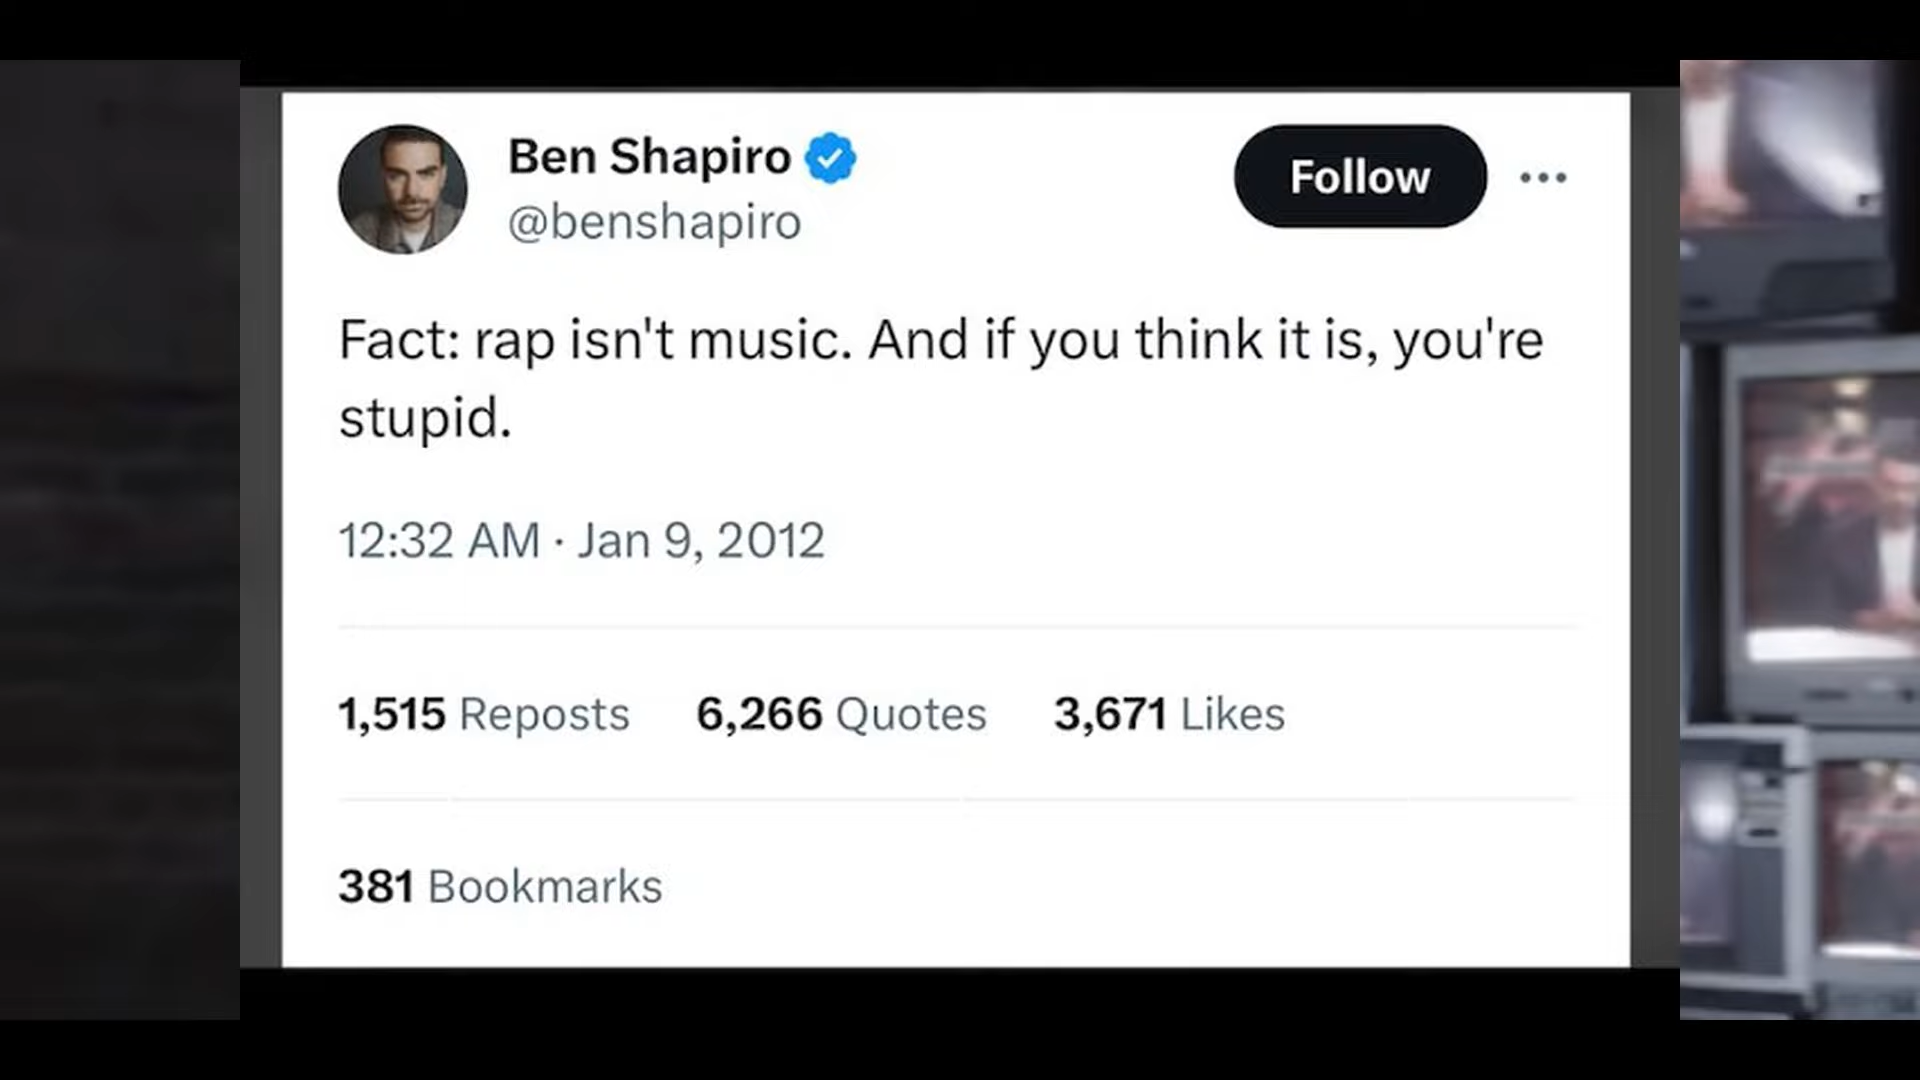 Ben Shapiro
@benshapiro
Follow
Fact: rap isn't music. And if you think it is, you're
stupid.
12:32 AM · Jan 9, 2012
1,515 Reposts 6,266 Quotes 3,671 Likes
381 Bookmarks